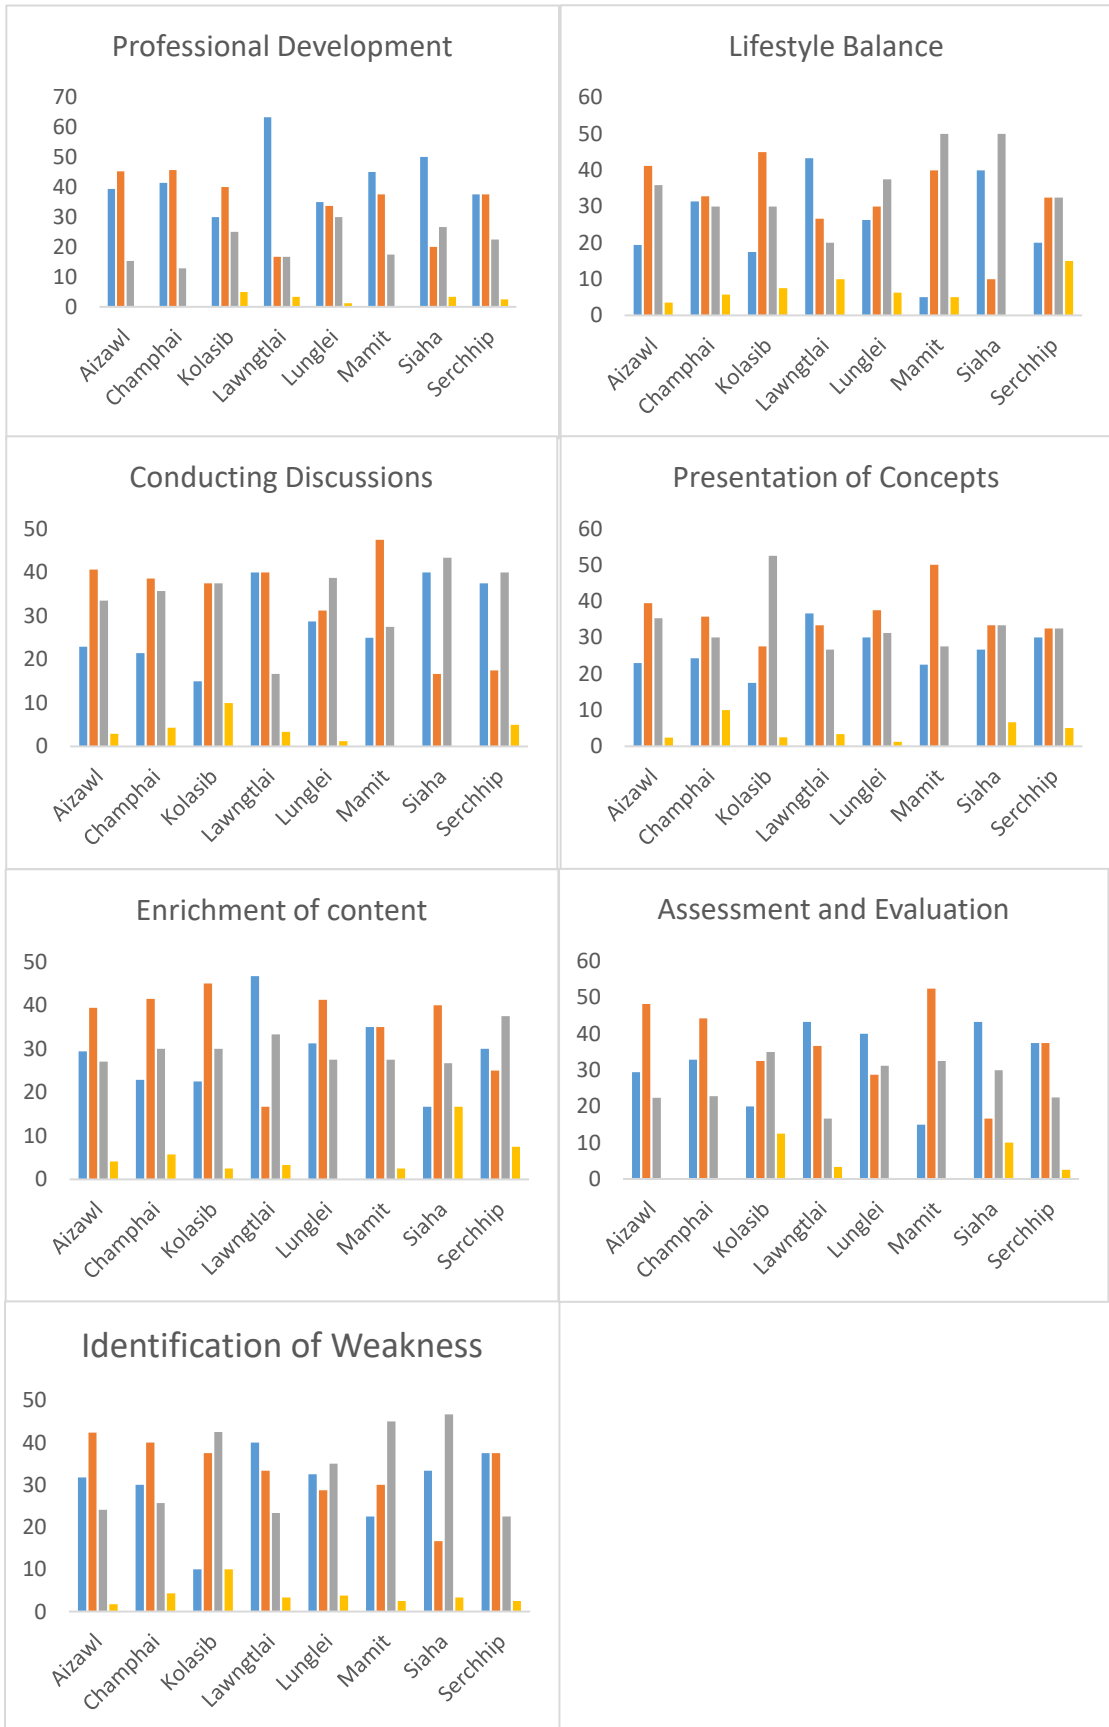 Professional Development
70
60
50
40
30
20
10
0
Aizawl
Champhai
Kolasib
Lawngtlai
Lunglei
Mamit
Siaha
Serchhip
Lifestyle Balance
60
50
40
30
20
10
0
Aizawl
Champhai
Kolasib
Lawngtlai
Lunglei
Mamit
Siaha
Serchhip
Conducting Discussions
50
40
30
20
10
0
Aizawl
Champhai
Kolasib
Lawngtlai
Lunglei
Mamit
Siaha
Serchhip
Presentation of Concepts
60
50
40
30
20
10
0
Aizawl
Champhai
Kolasib
Lawngtlai
Lunglei
Mamit
Siaha
Serchhip
Enrichment of content
50
40
30
20
10
0
Aizawl
Champhai
Kolasib
Lawngtlai
Lunglei
Mamit
Siaha
Serchhip
Assessment and Evaluation
60
50
40
30
20
10
0
Aizawl
Champhai
Kolasib
Lawngtlai
Lunglei
Mamit
Siaha
Serchhip
Identification of Weakness
50
40
30
20
10
0
Aizawl
Champhai
Kolasib
Lawngtlai
Lunglei
Mamit
Siaha
Serchhip